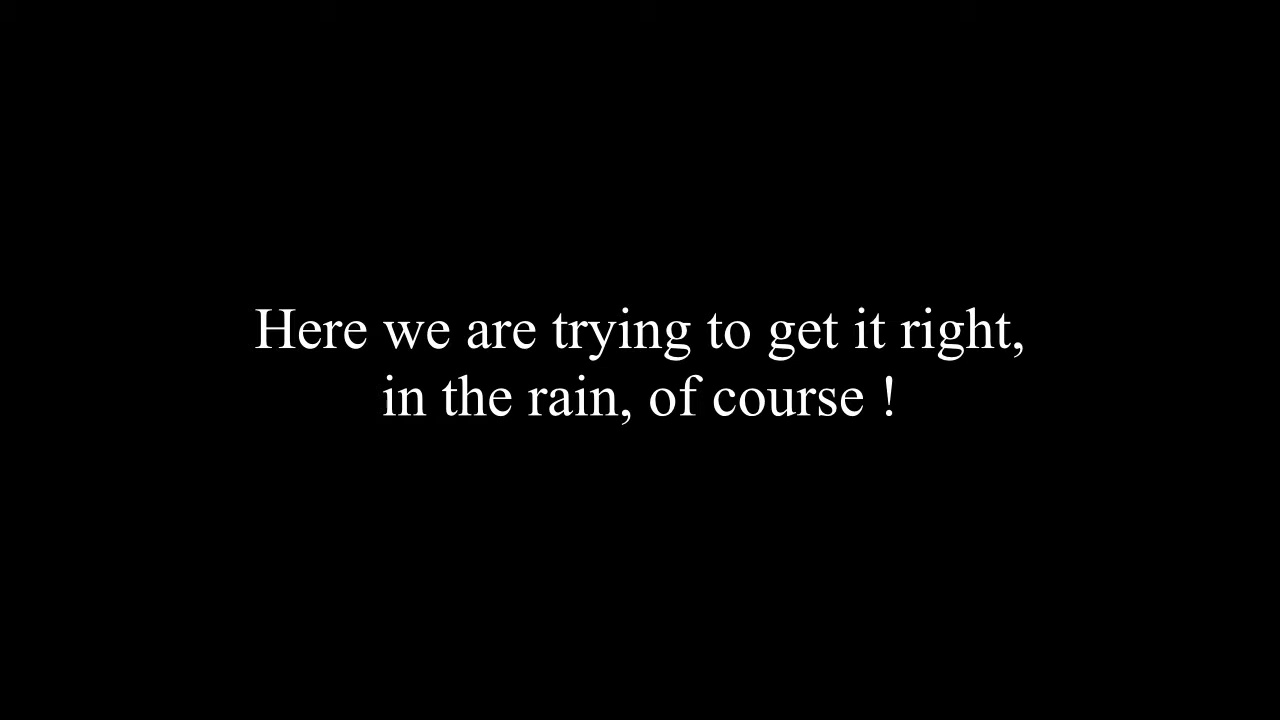 Here we are trying to get it right,
in the rain, of course !